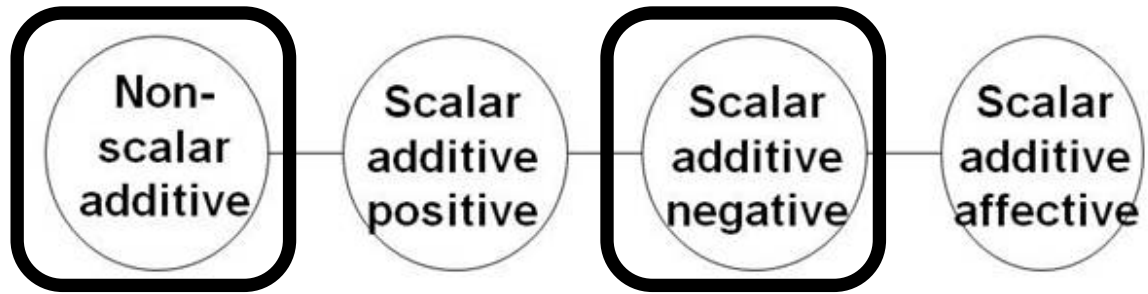 Non-
scalar
additive
Scalar
additive
positive
Scalar
additive
negative
Scalar
additive
affective